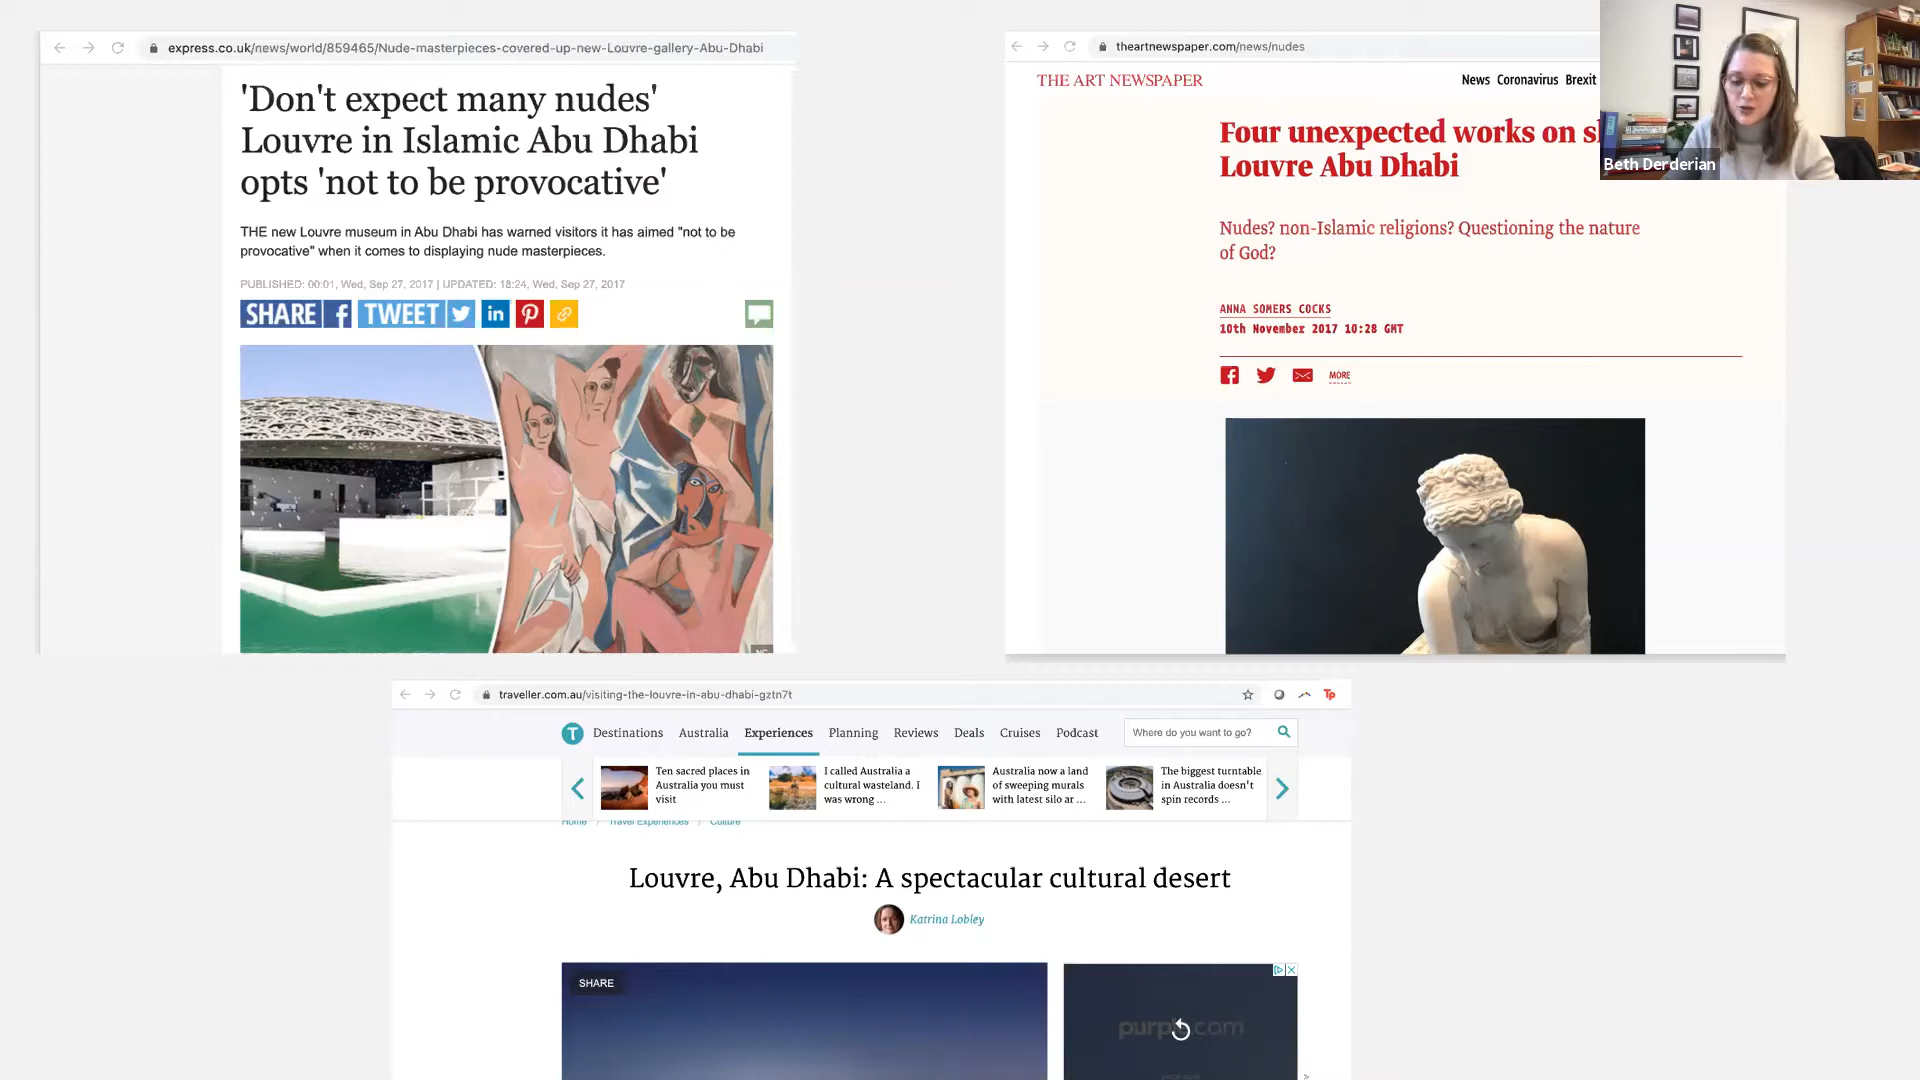 express.co.uk/news/world/859465/Nude-masterpieces-covered-up-new-Louvre-gallery-Abu-Dhabi
'Don't expect many nudes'
Louvre in Islamic Abu Dhabi
opts 'not to be provocative'
THE new Louvre museum in Abu Dhabi has warned visitors it has aimed "not to be
provocative" when it comes to displaying nude masterpieces.
PUBLISHED: 00:01, Wed, Sep 27, 2017 | UPDATED: 18:24, Wed, Sep 27, 2017
SHARE f TWEET in
theartnewspaper.com/news/nudes
THE ART NEWSPAPER
News Coronavirus Brexit
Four unexpected works on
Louvre Abu Dhabi
Nudes? non-Islamic religions? Questioning the nature
of God?
ANNA SOMERS COCKS
10th November 2017 10:28 GMT
MORE
Beth Derderian
traveller.com.au/visiting-the-louvre-in-abu-dhabi-gztn7t
Tp
T Destinations Australia Experiences Planning Reviews Deals Cruises Podcast
Where do you want to go?
Ten sacred places in
Australia you must
visit
I called Australia a
cultural wasteland. I
was wrong ...
Australia now a land
of sweeping murals
with latest silo ar ...
The biggest turntable
in Australia doesn't
spin records ...
Home / Travel Experiences / Culture
Louvre, Abu Dhabi: A spectacular cultural desert
Katrina Lobley
SHARE